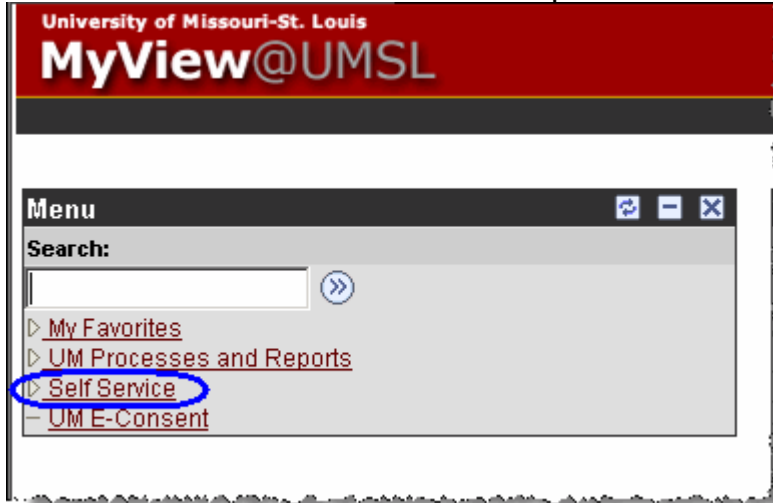 University of Missouri-St. Louis
MyView@UMSL
Menu
Search:
My Favorites
UM Processes and Reports
Self Service
UM E-Consent